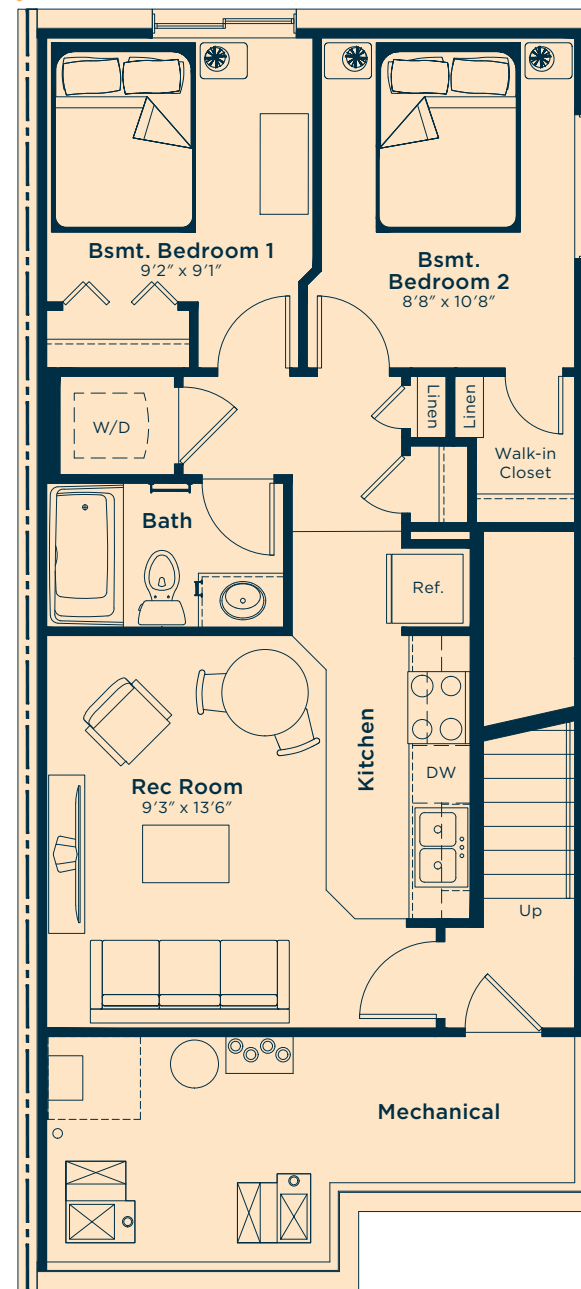 Bsmt. Bedroom 1
9′2″ x 9′1″
Bsmt.
Bedroom 2
8′8″ x 10′8″
W/D
Linen
Linen
Walk-in
Closet
Bath
Ref.
Kitchen
DW
Rec Room
9′3″ x 13′6″
Up
Mechanical